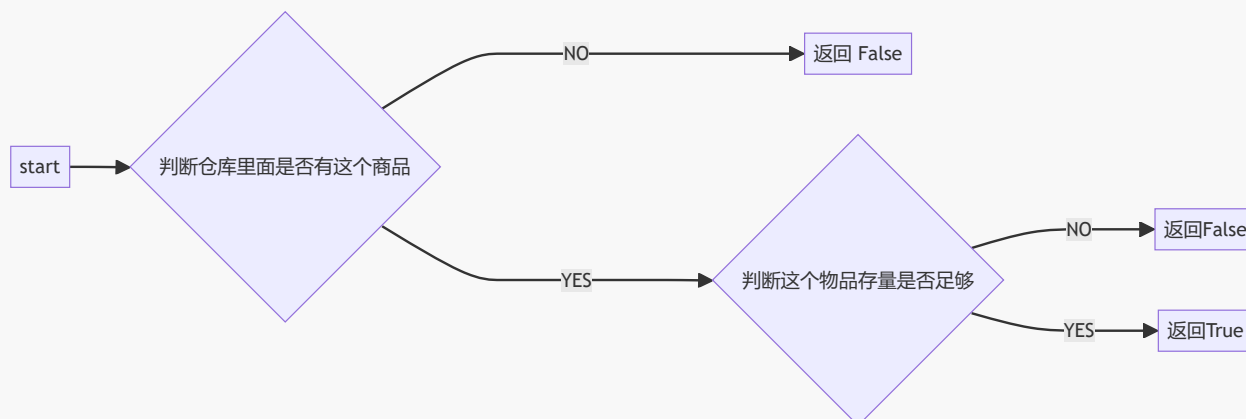 NO
返回 False
start
判断仓库里面是否有这个商品
YES
判断这个物品存量是否足够
NO
返回False
YES
返回True